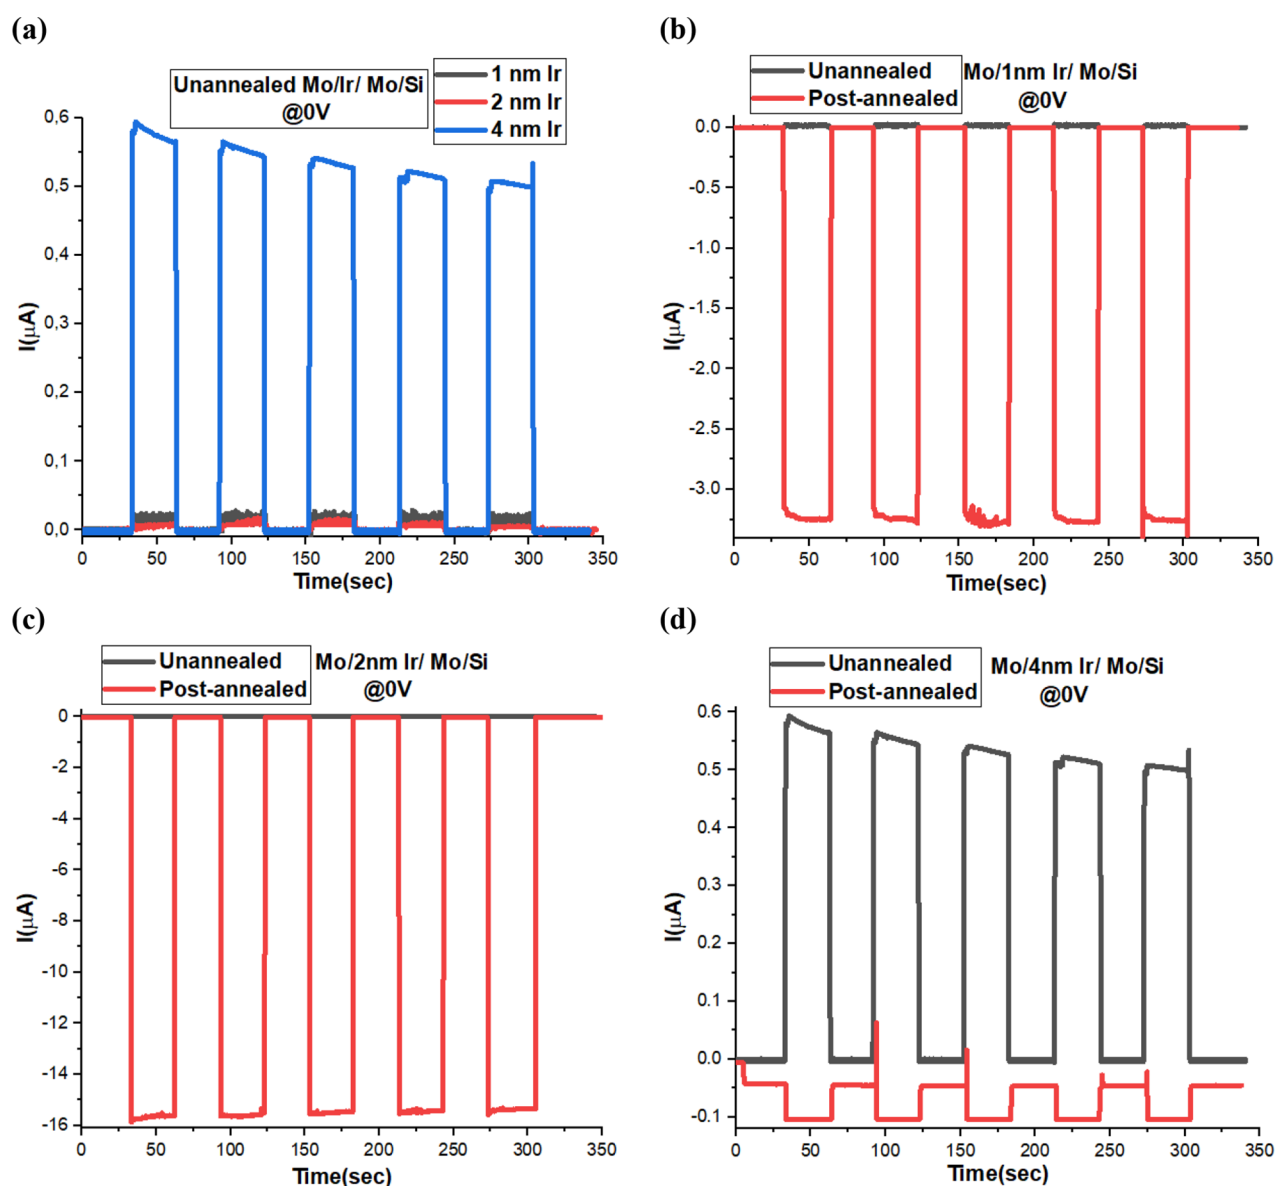 (a)
Unannealed Mo/Ir/ Mo/Si
@0V
1 nm Ir
2 nm Ir
4 nm Ir
0,6
0,5
0,4
0,3
0,2
0,1
0,0
I(μA)
0 50 100 150 200 250 300 350
Time(sec)
(b)
Unannealed
Post-annealed
Mo/1nm Ir/ Mo/Si
@0V
0.0
-0.5
-1.0
-1.5
-2.0
-2.5
-3.0
I(μA)
0 50 100 150 200 250 300 350
Time(sec)
(c)
Unannealed
Post-annealed
Mo/2nm Ir/ Mo/Si
@0V
0
-2
-4
-6
-8
-10
-12
-14
-16
I(μA)
0 50 100 150 200 250 300 350
Time(sec)
(d)
Unannealed
Post-annealed
Mo/4nm Ir/ Mo/Si
@0V
0.6
0.5
0.4
0.3
0.2
0.1
0.0
-0.1
I(μA)
0 50 100 150 200 250 300 350
Time(sec)